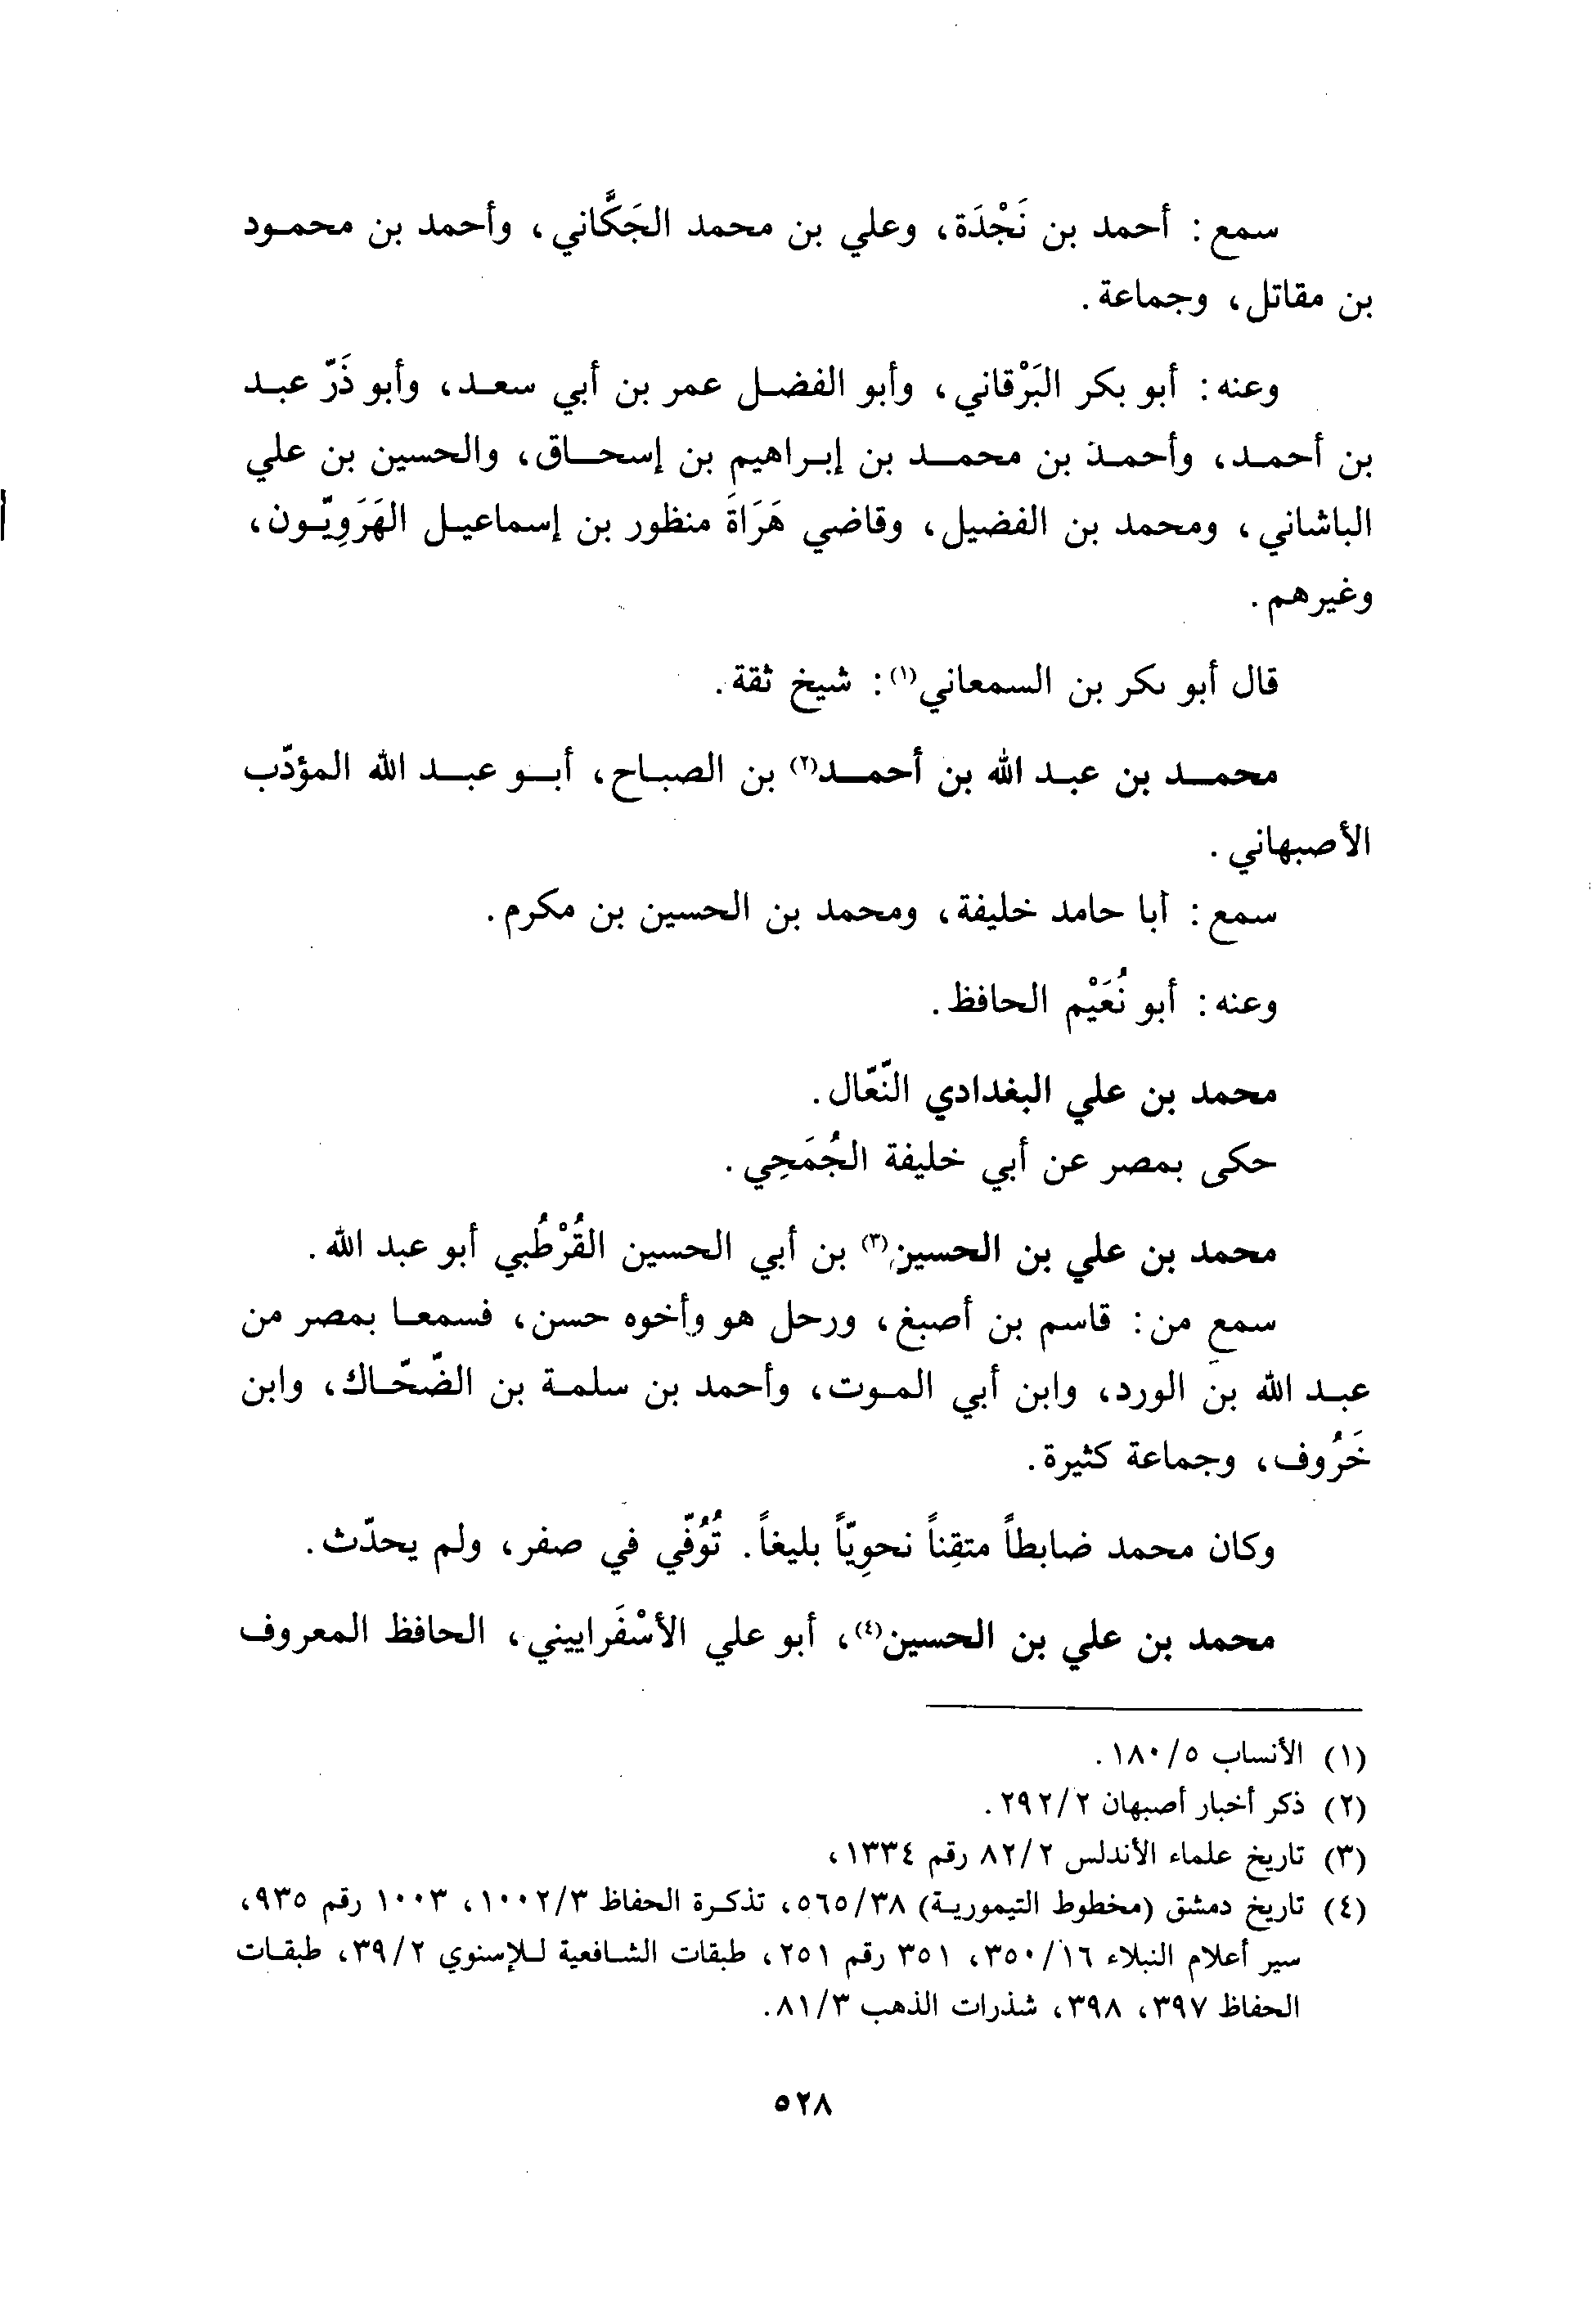 سمع : أحمد بن نَجْدَة، وعلي بن محمد الجَكَّاني، وأحمد بن محمود
بن مقاتل، وجماعة.
وعنه : أبو بكر البَرْقاني، وأبو الفضل عمر بن أبي سعد، وأبو ذَرّ عبد
بن أحمد، وأحمد بن محمد بن إبراهيم بن إسحاق، والحسين بن علي
الباشاني، ومحمد بن الفضيل، وقاضي هَرَاةَ منظور بن إسماعيل الهَرَوِيّون،
وغيرهم.
قال أبو بكر بن السمعاني(١) : شيخ ثقة.
محمد بن عبد الله بن أحمد(٢) بن الصباح، أبو عبد الله المؤدّب
الأصبهاني.
سمع : أبا حامد خليفة، ومحمد بن الحسين بن مكرم.
وعنه : أبو نُعَيْم الحافظ.
محمد بن علي البغدادي النّعّال.
حكى بمصر عن أبي خليفة الجُمَحِي.
محمد بن علي بن الحسين(٣) بن أبي الحسين القُرْطُبي أبو عبد الله.
سمع من : قاسم بن أصبغ، ورحل هو وأخوه حسن، فسمعا بمصر من
عبد الله بن الورد، وابن أبي الموت، وأحمد بن سلمة بن الضّحّاك، وابن
خَرُوف، وجماعة كثيرة.
وكان محمد ضابطاً متقِناً نحوِيّاً بليغاً. تُوُفّي في صفر، ولم يحدّث.
محمد بن علي بن الحسين(٤)، أبو علي الأسْفَراييني، الحافظ المعروف
(١) الأنساب ١٨٠/٥.
(٢) ذكر أخبار أصبهان ٢٩٢/٢.
(٣) تاريخ علماء الأندلس ٨٢/٢ رقم ١٣٣٤،
(٤) تاريخ دمشق (مخطوط التيمورية) ٥٦٥/٣٨، تذكرة الحفاظ ١٠٠٢/٣، ١٠٠٣ رقم ٩٣٥،
سير أعلام النبلاء ٣٥٠/١٦، ٣٥١ رقم ٢٥١، طبقات الشافعية للإسنوي ٣٩/٢، طبقات
الحفاظ ٣٩٧، ٣٩٨، شذرات الذهب ٨١/٣.
٥٢٨